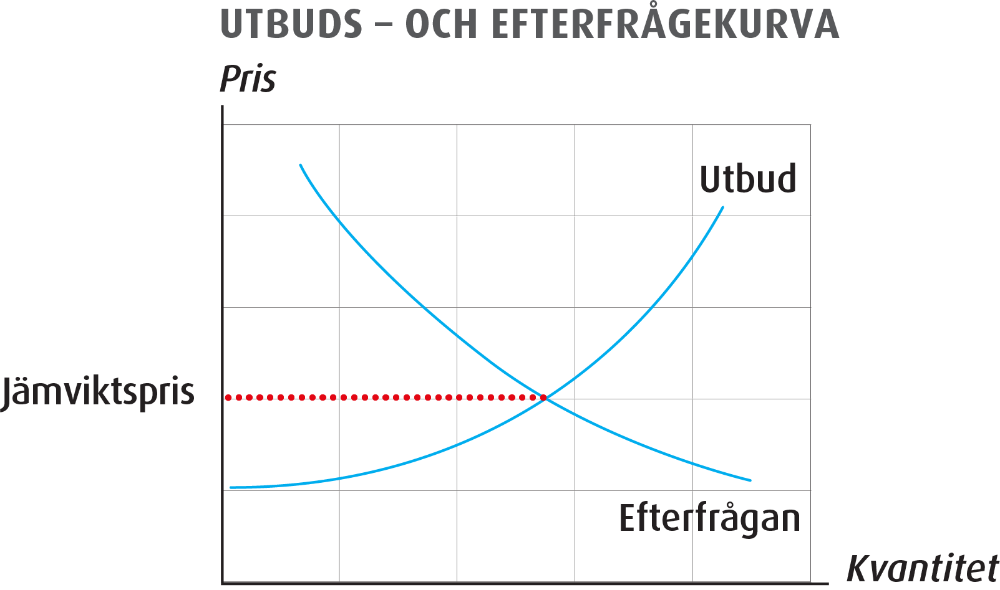 UTBUDS – OCH EFTERFRÅGEKURVA
Pris
Utbud
Jämviktspris
Efterfrågan
Kvantitet